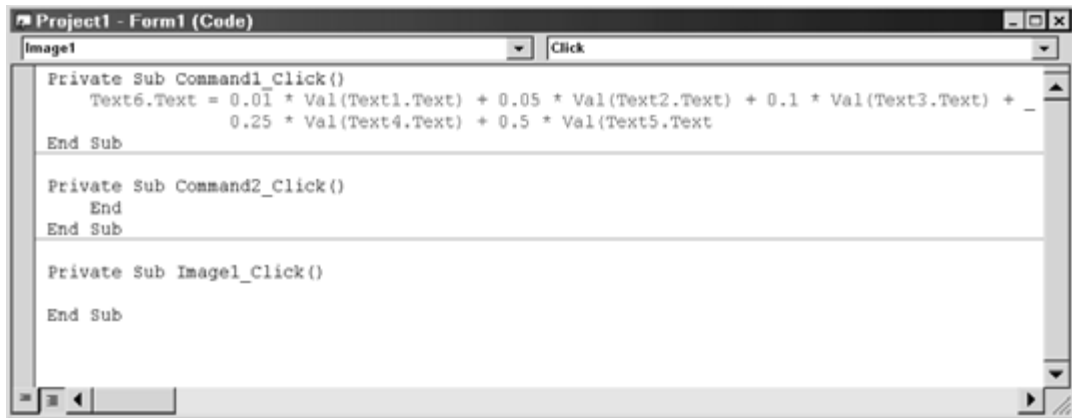 Project1 - Form1 (Code)
Image1 Click
Private Sub Command1_Click()
Text6.Text = 0.01 * Val(Text1.Text) + 0.05 * Val(Text2.Text) + 0.1 * Val(Text3.Text) + _
0.25 * Val(Text4.Text) + 0.5 * Val(Text5.Text
End Sub
Private Sub Command2_Click()
End
End Sub
Private Sub Image1_Click()
End Sub